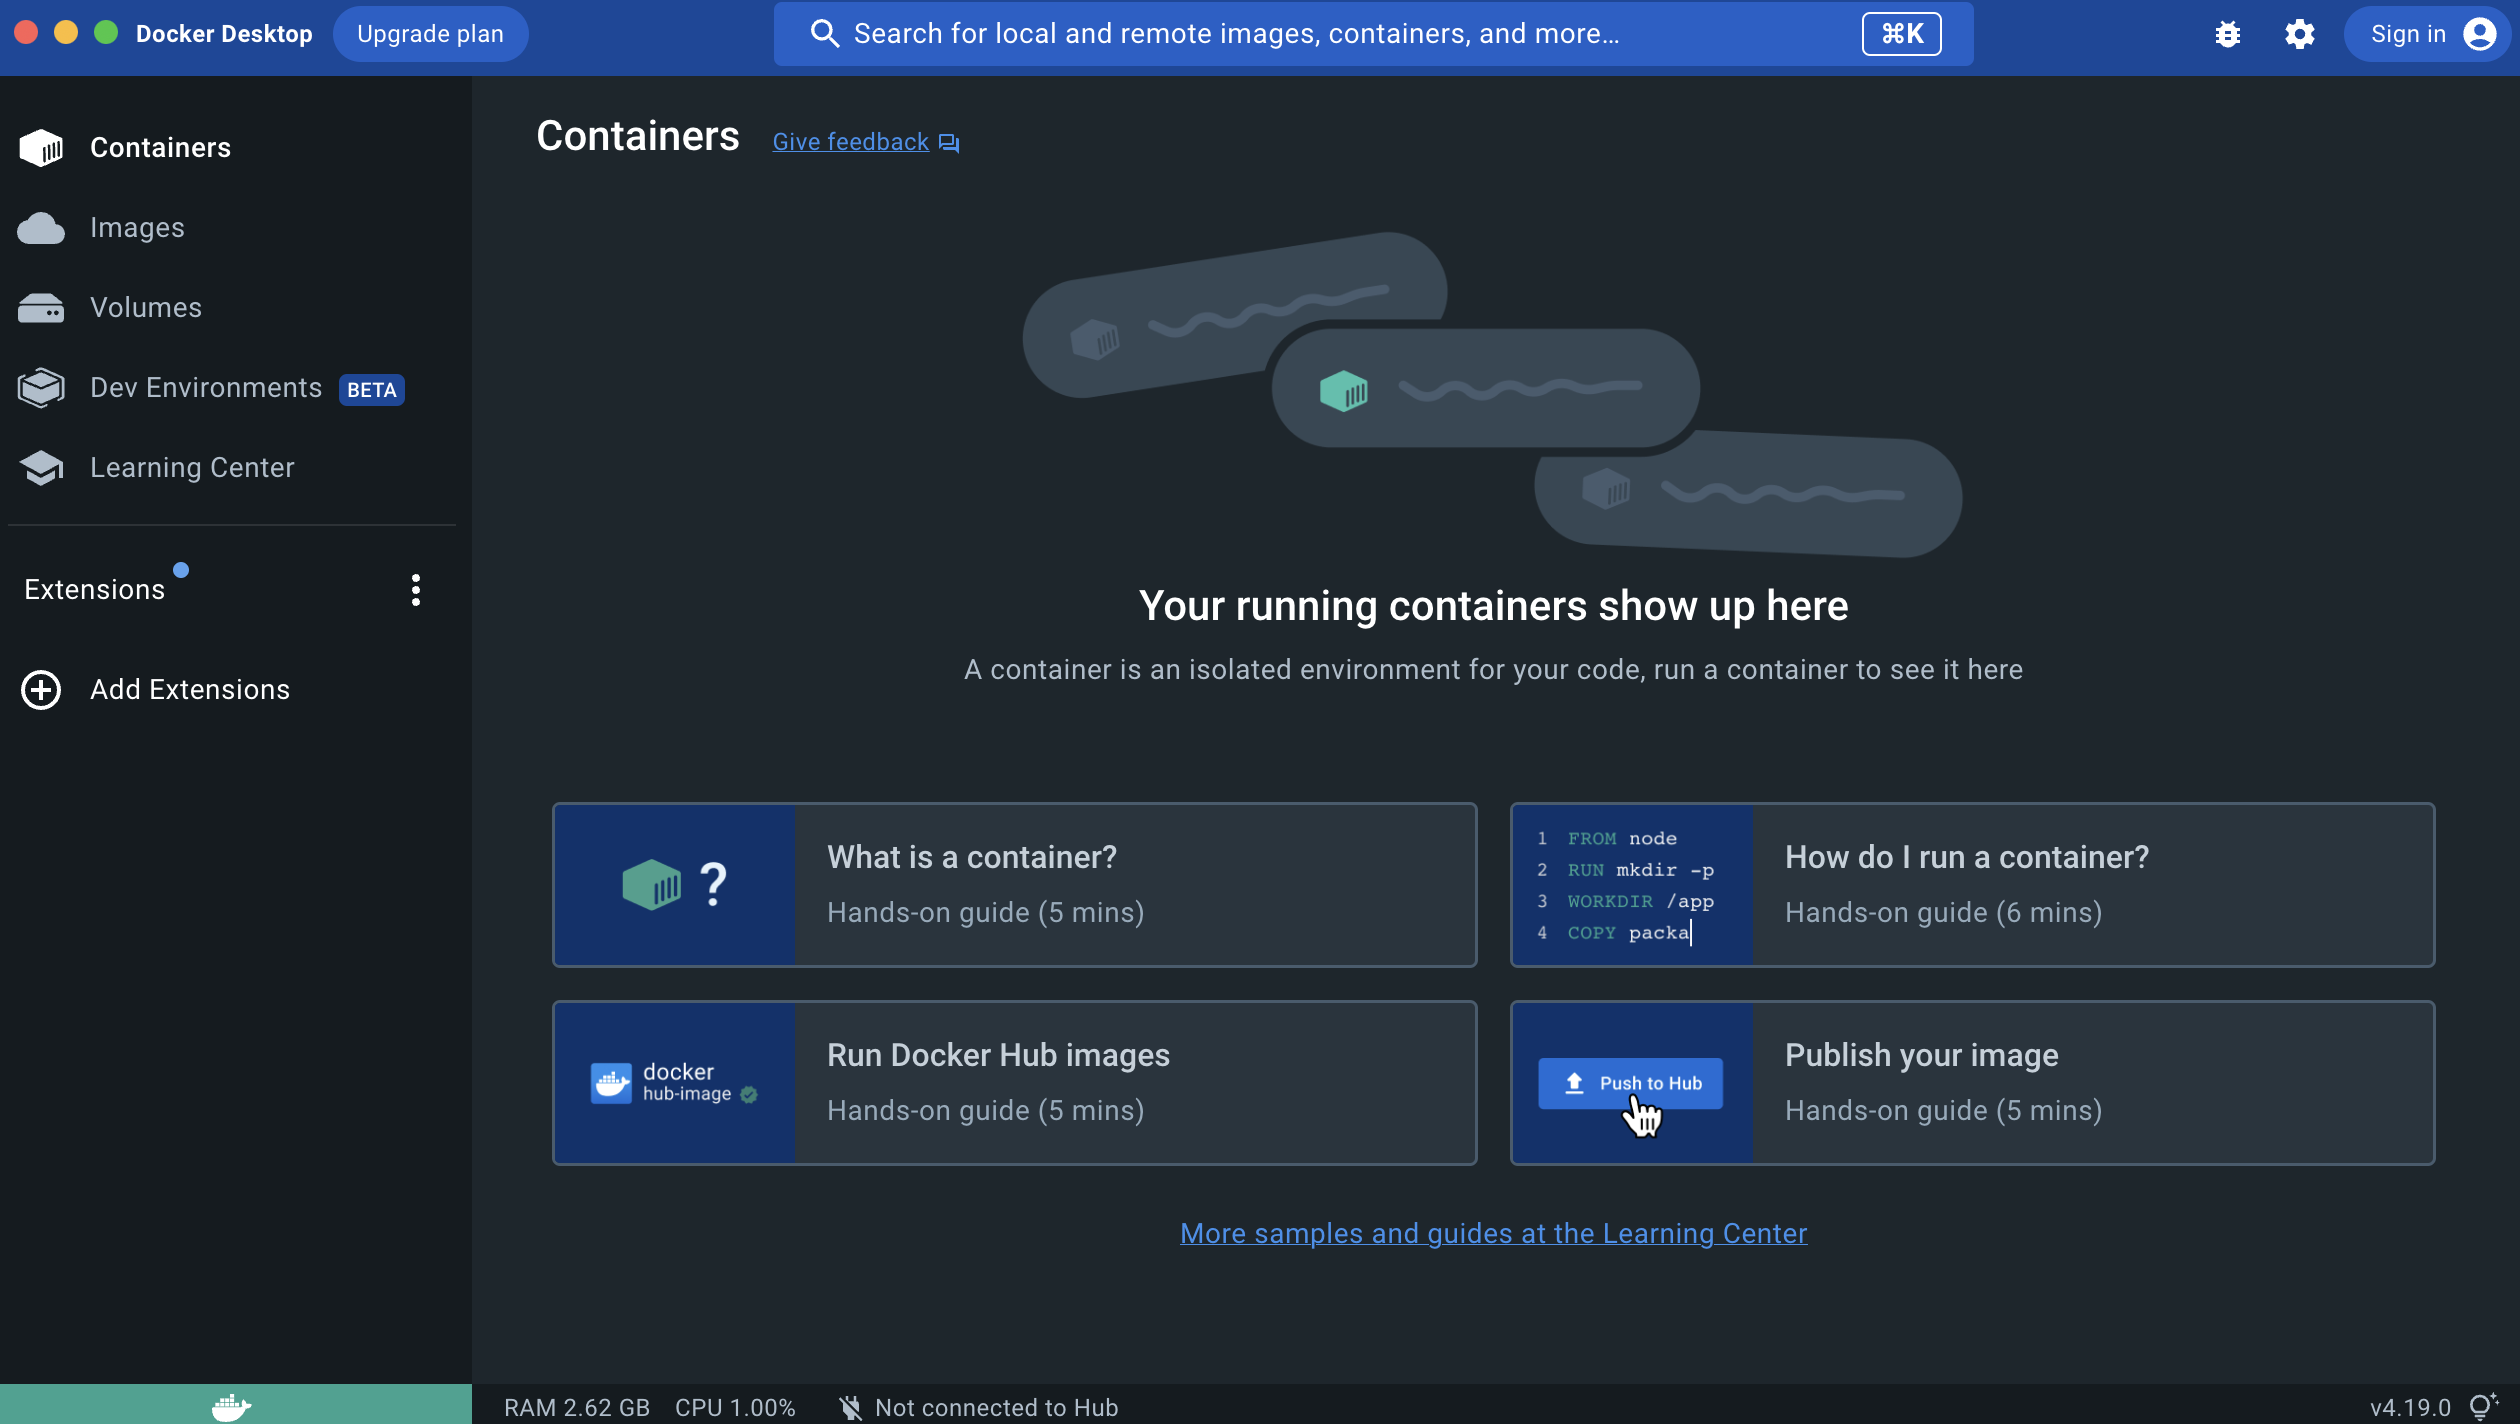 Docker Desktop
Upgrade plan
Search for local and remote images, containers, and more...
⌘K
Sign in
Containers
Images
Volumes
Dev Environments BETA
Learning Center
Extensions
Add Extensions
Containers
Give feedback
Your running containers show up here
A container is an isolated environment for your code, run a container to see it here
?
What is a container?
Hands-on guide (5 mins)
1 FROM node
2 RUN mkdir -p
3 WORKDIR /app
4 COPY packa
How do I run a container?
Hands-on guide (6 mins)
docker
hub-image
Run Docker Hub images
Hands-on guide (5 mins)
Push to Hub
Publish your image
Hands-on guide (5 mins)
More samples and guides at the Learning Center
RAM 2.62 GB CPU 1.00% Not connected to Hub
v4.19.0